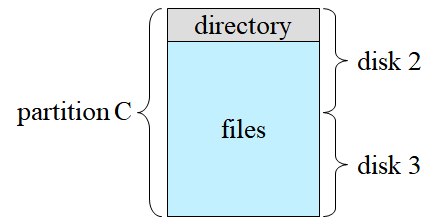 directory
disk 2
partition C
files
disk 3